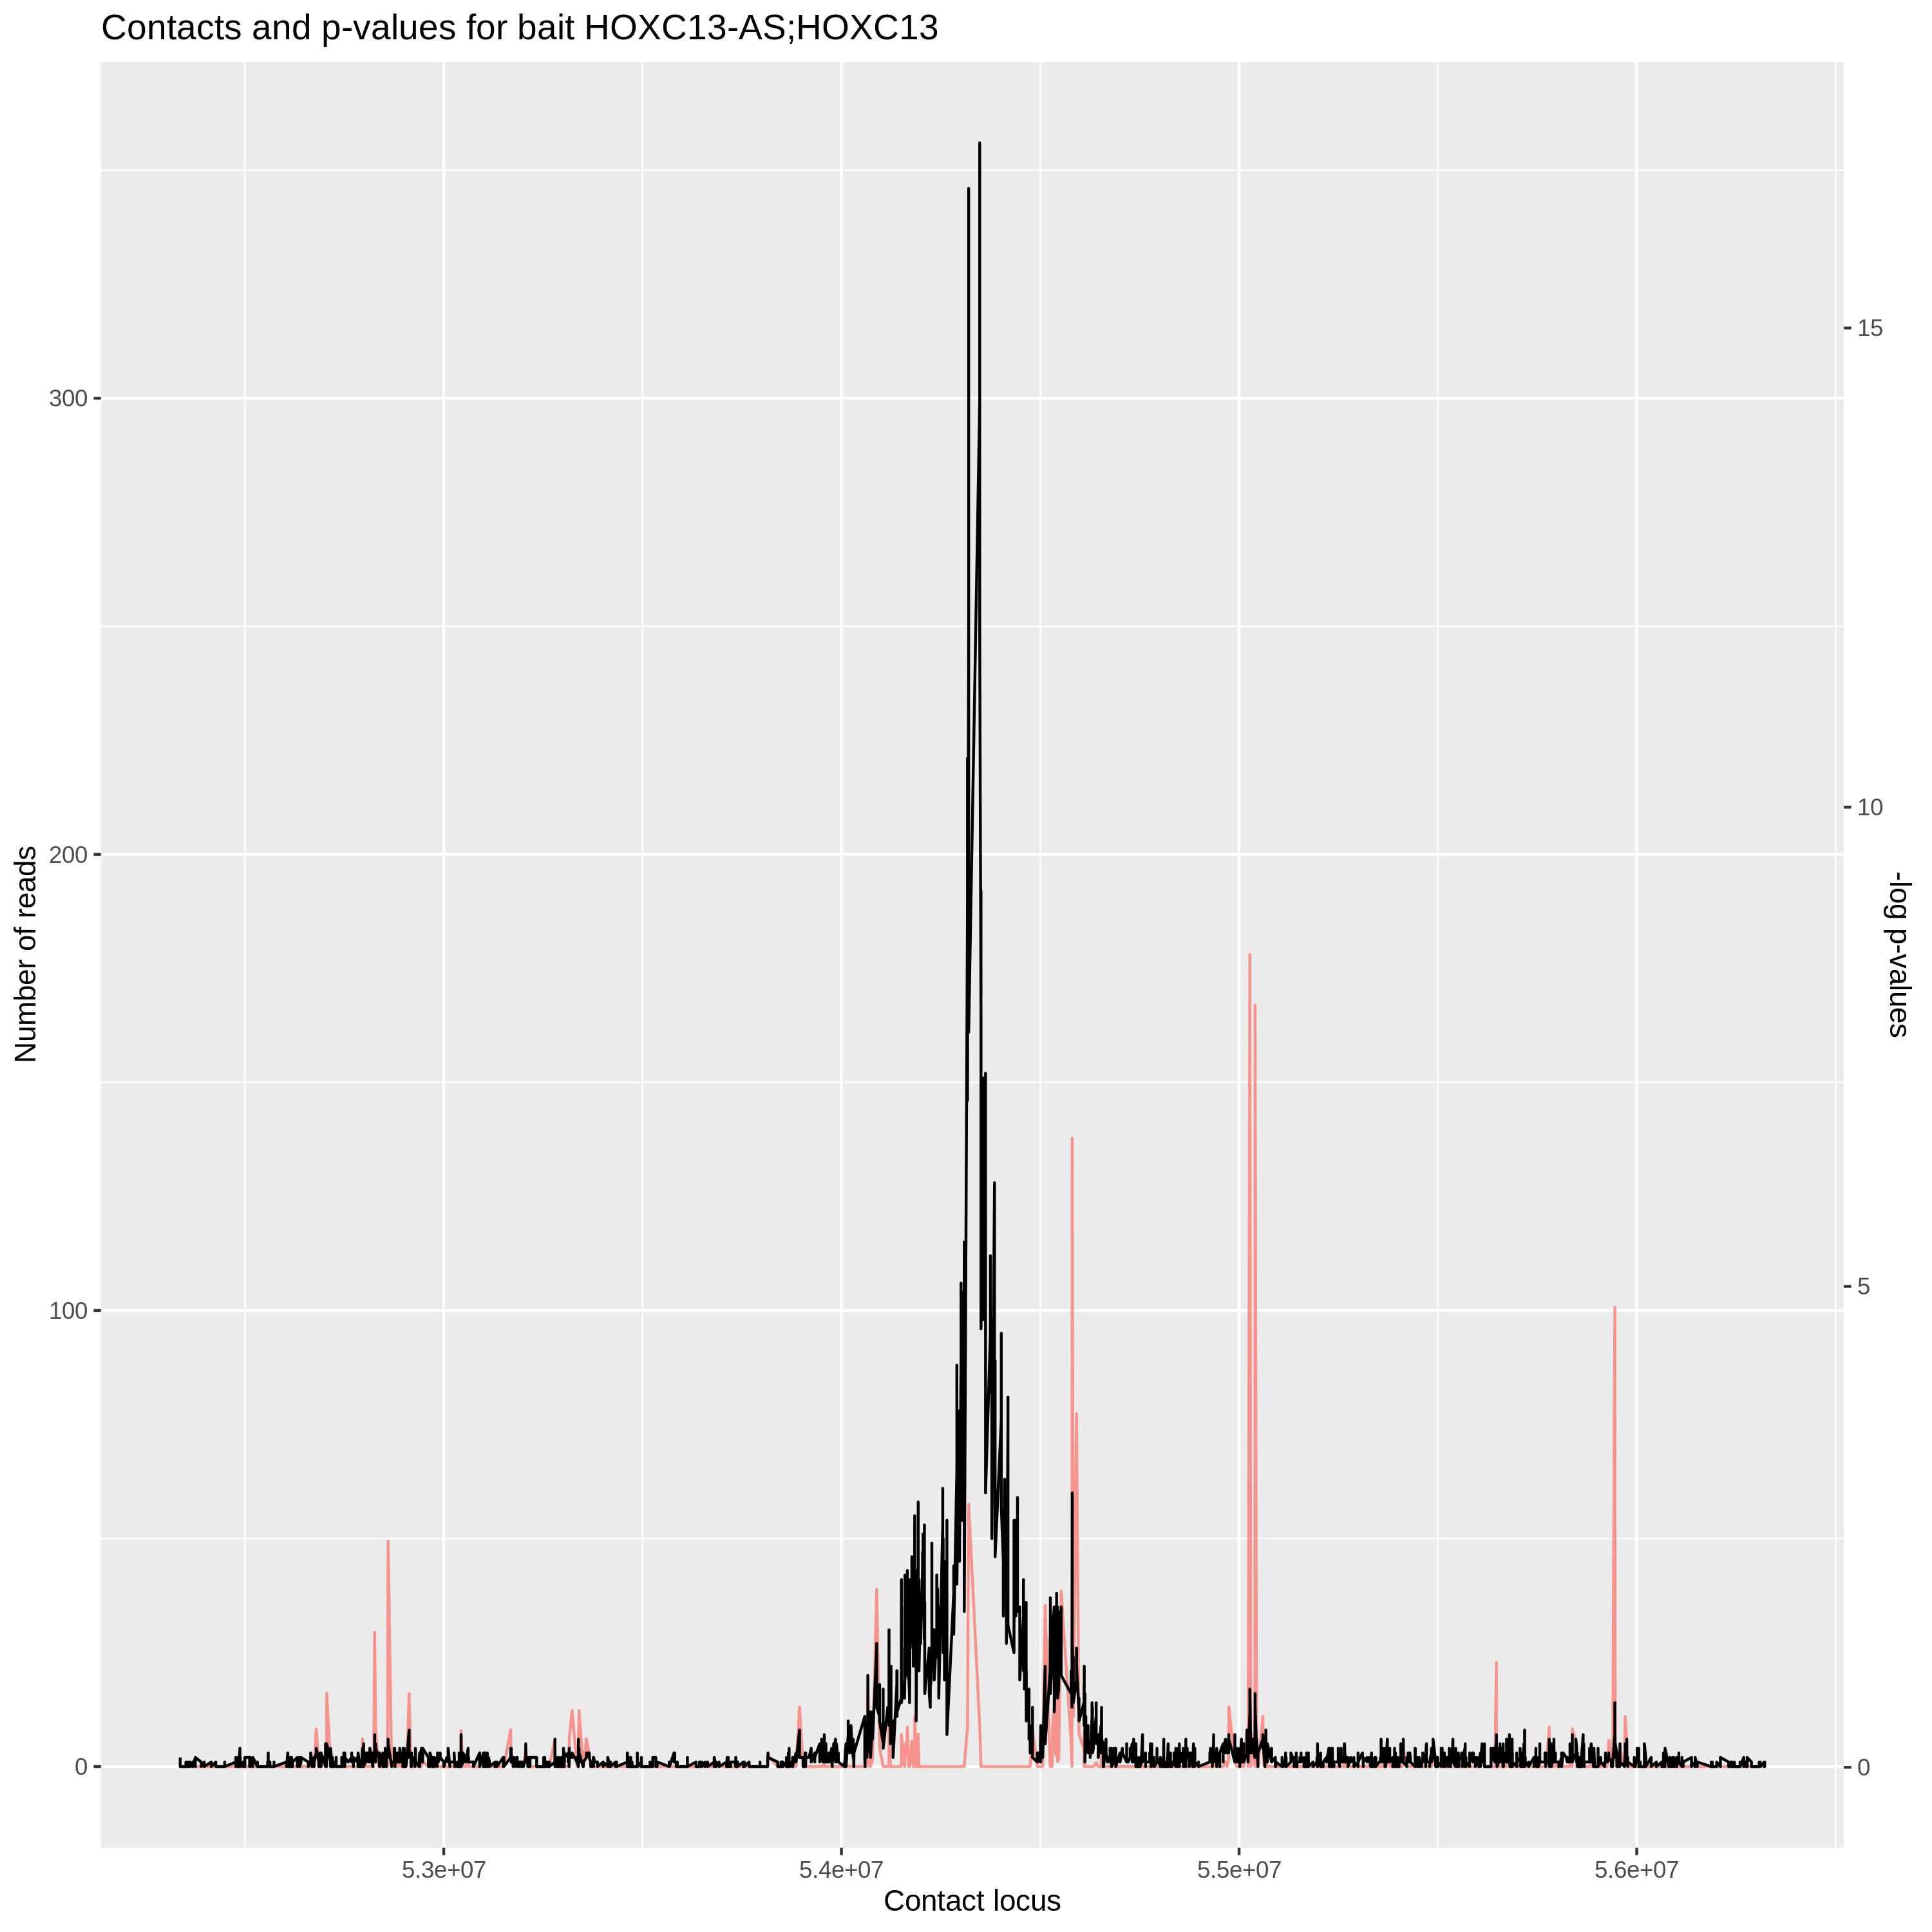 Contacts and p-values for bait HOXC13-AS;HOXC13
Number of reads
300
200
100
0
15
10
5
0
-log p-values
5.3e+07
5.4e+07
5.5e+07
5.6e+07
Contact locus